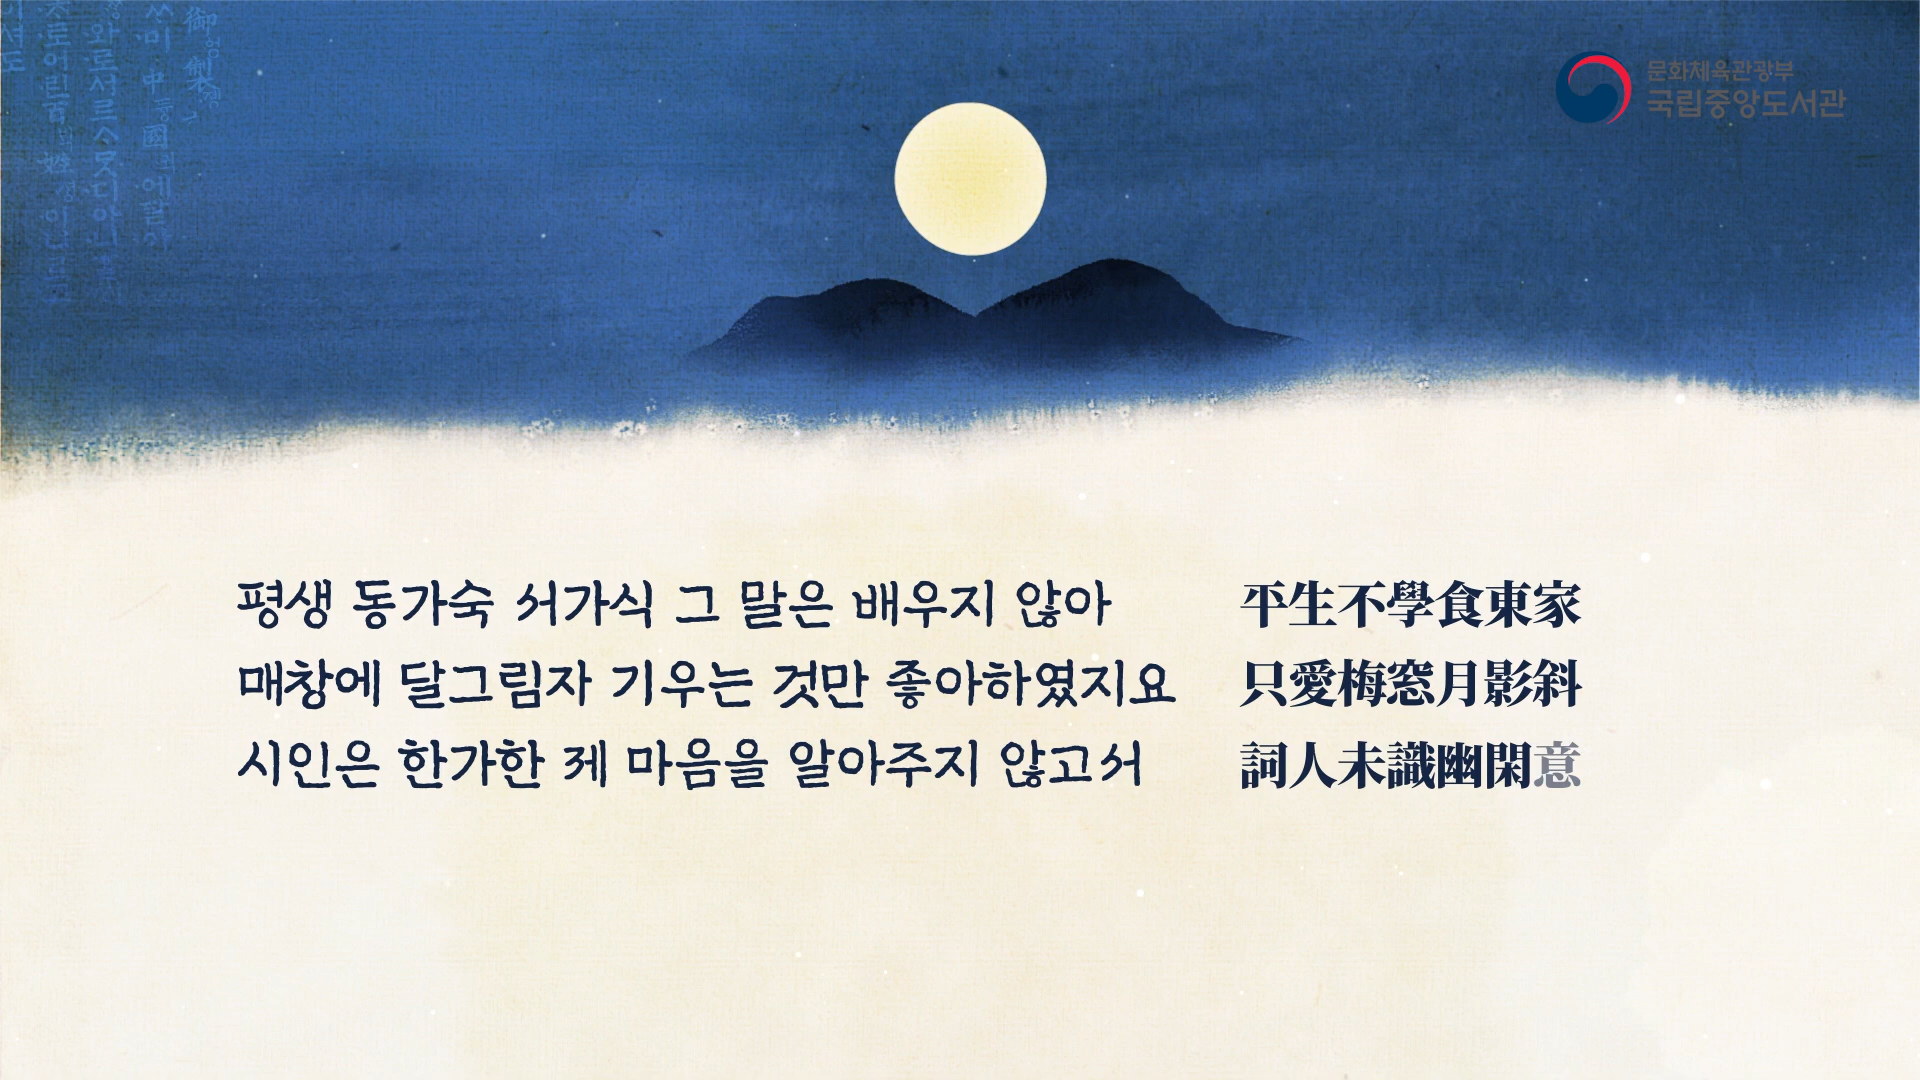 문화체육관광부
국립중앙도서관
평생 동가숙 서가식 그 말은 배우지 않아
平生不學食東家
매창에 달그림자 기우는 것만 좋아하였지요
只愛梅窓月影斜
시인은 한가한 제 마음을 알아주지 않고서
詞人未識幽閑意